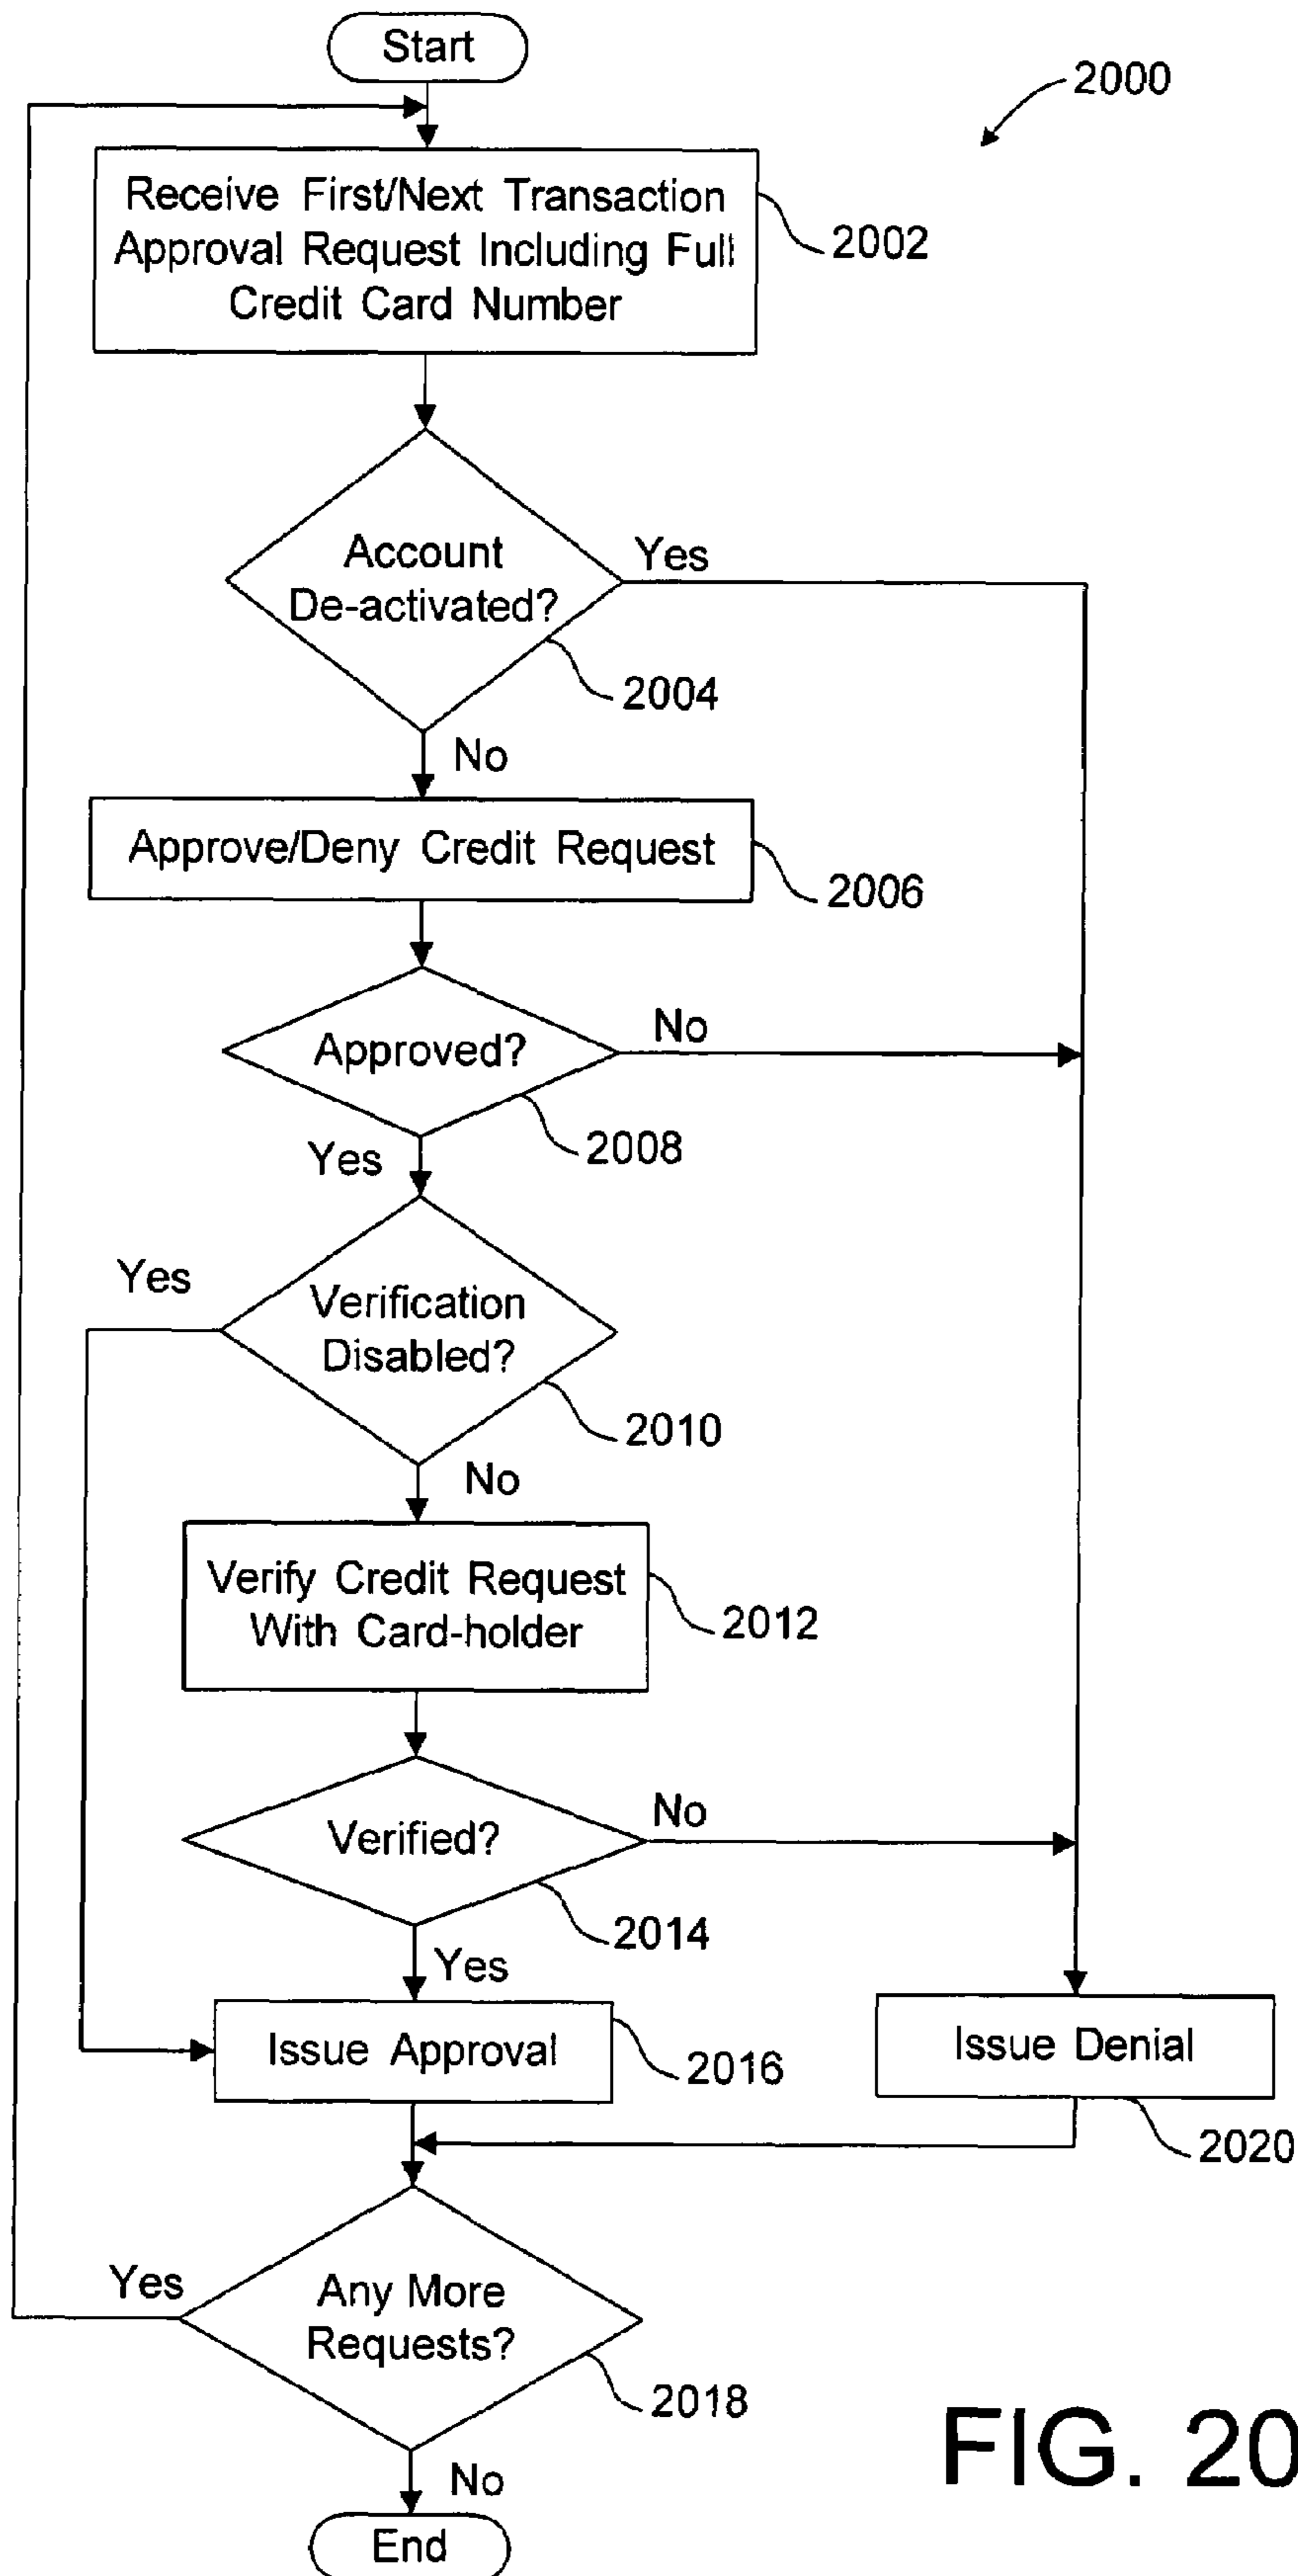 Start
2000
Receive First/Next Transaction
Approval Request Including Full
Credit Card Number
2002
Account
De-activated?
Yes
2004
No
Approve/Deny Credit Request
2006
Approved?
No
2008
Yes
Yes
Verification
Disabled?
2010
No
Verify Credit Request
With Card-holder
2012
Verified?
No
2014
Yes
Issue Approval
2016
Issue Denial
2020
Yes
Any More
Requests?
2018
No
End
FIG. 20